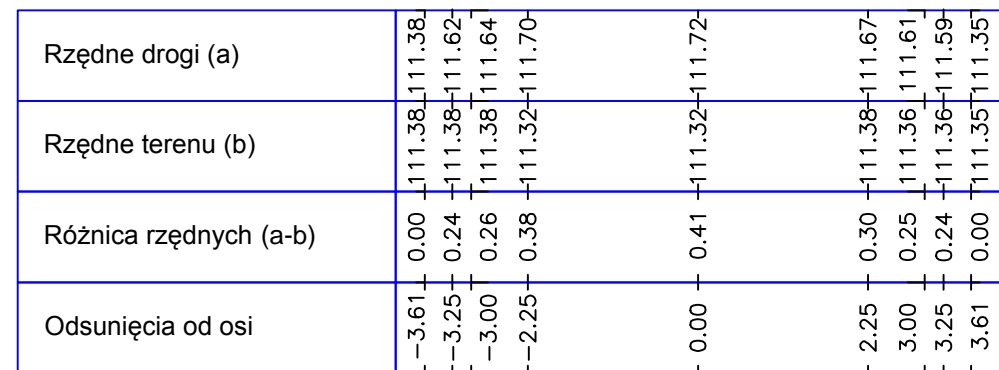 Rzędne drogi (a) 111.38 111.62 111.64 111.70 111.72 111.67 111.61 111.59 111.35
Rzędne terenu (b) 111.38 111.38 111.38 111.32 111.32 111.38 111.36 111.36 111.35
Różnica rzędnych (a-b) 0.00 0.24 0.26 0.38 0.41 0.30 0.25 0.24 0.00
Odsunięcia od osi -3.61 -3.25 -3.00 -2.25 0.00 2.25 3.00 3.25 3.61